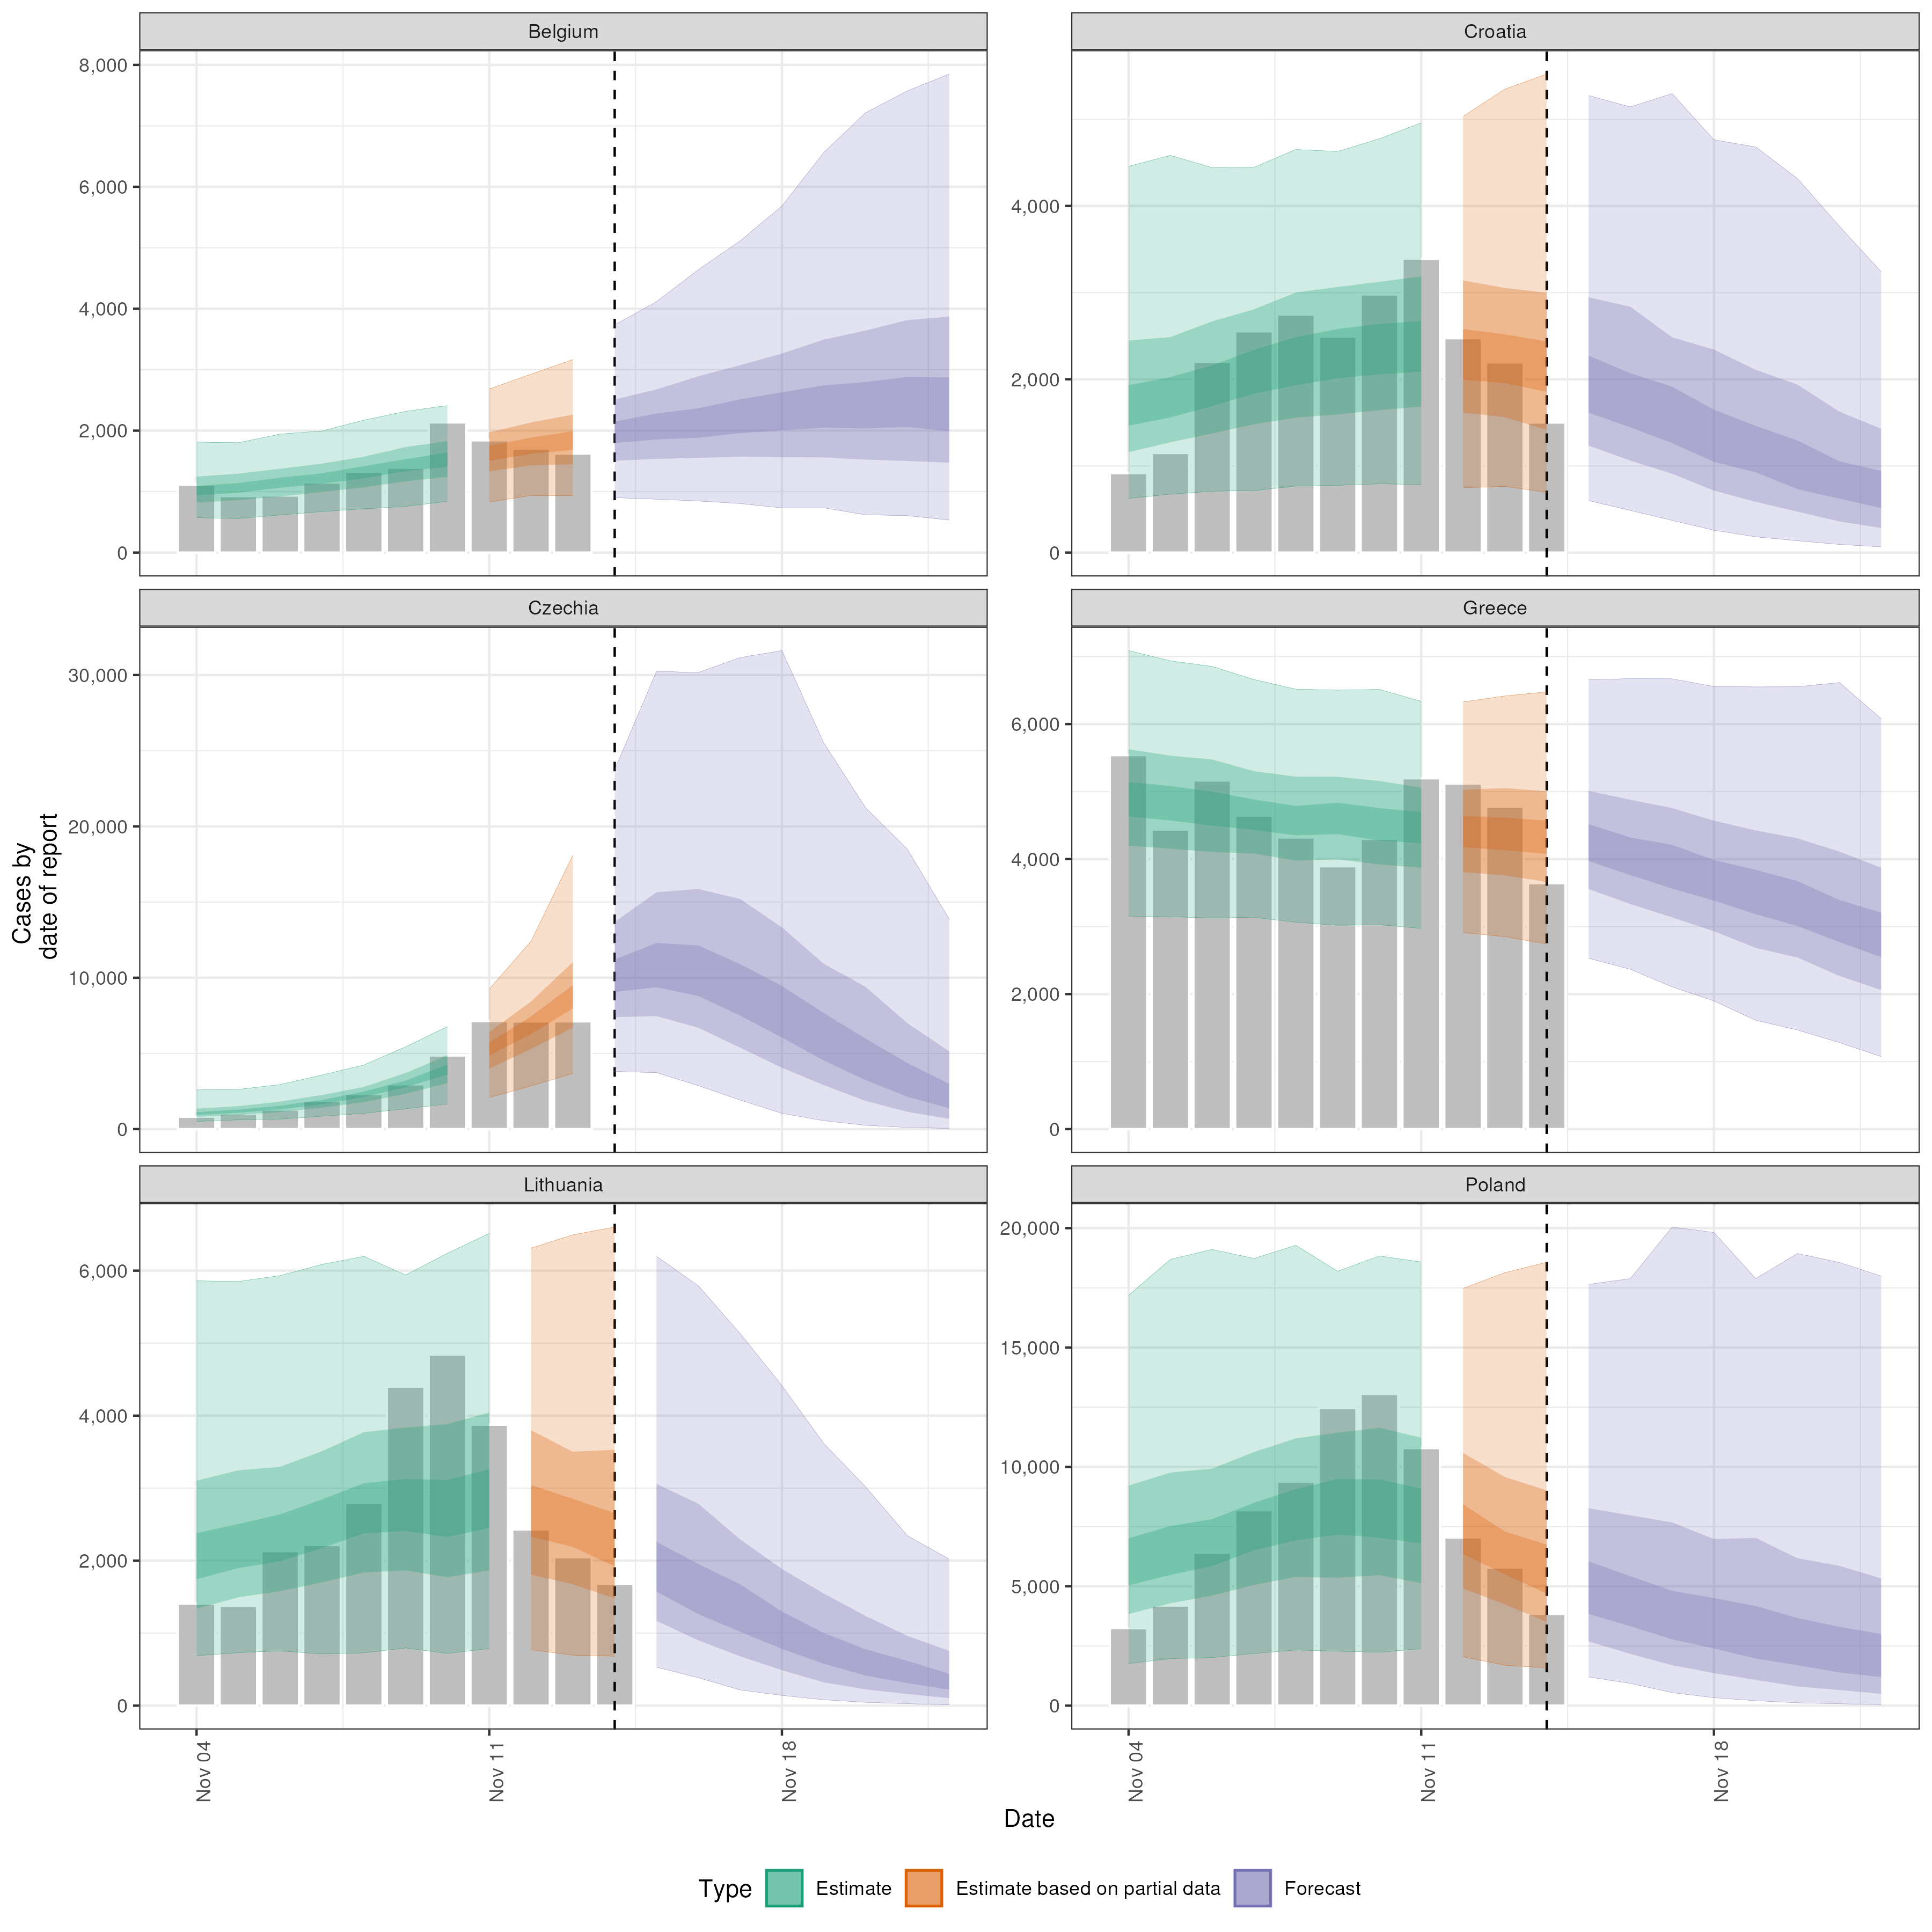 Belgium
Croatia
8,000
6,000
4,000
2,000
0
4,000
2,000
0
Czechia
Greece
30,000
20,000
10,000
0
6,000
4,000
2,000
0
Cases by
date of report
Lithuania
Poland
6,000
4,000
2,000
0
20,000
15,000
10,000
5,000
0
Nov 04
Nov 11
Nov 18
Nov 04
Nov 11
Nov 18
Date
Type
Estimate
Estimate based on partial data
Forecast